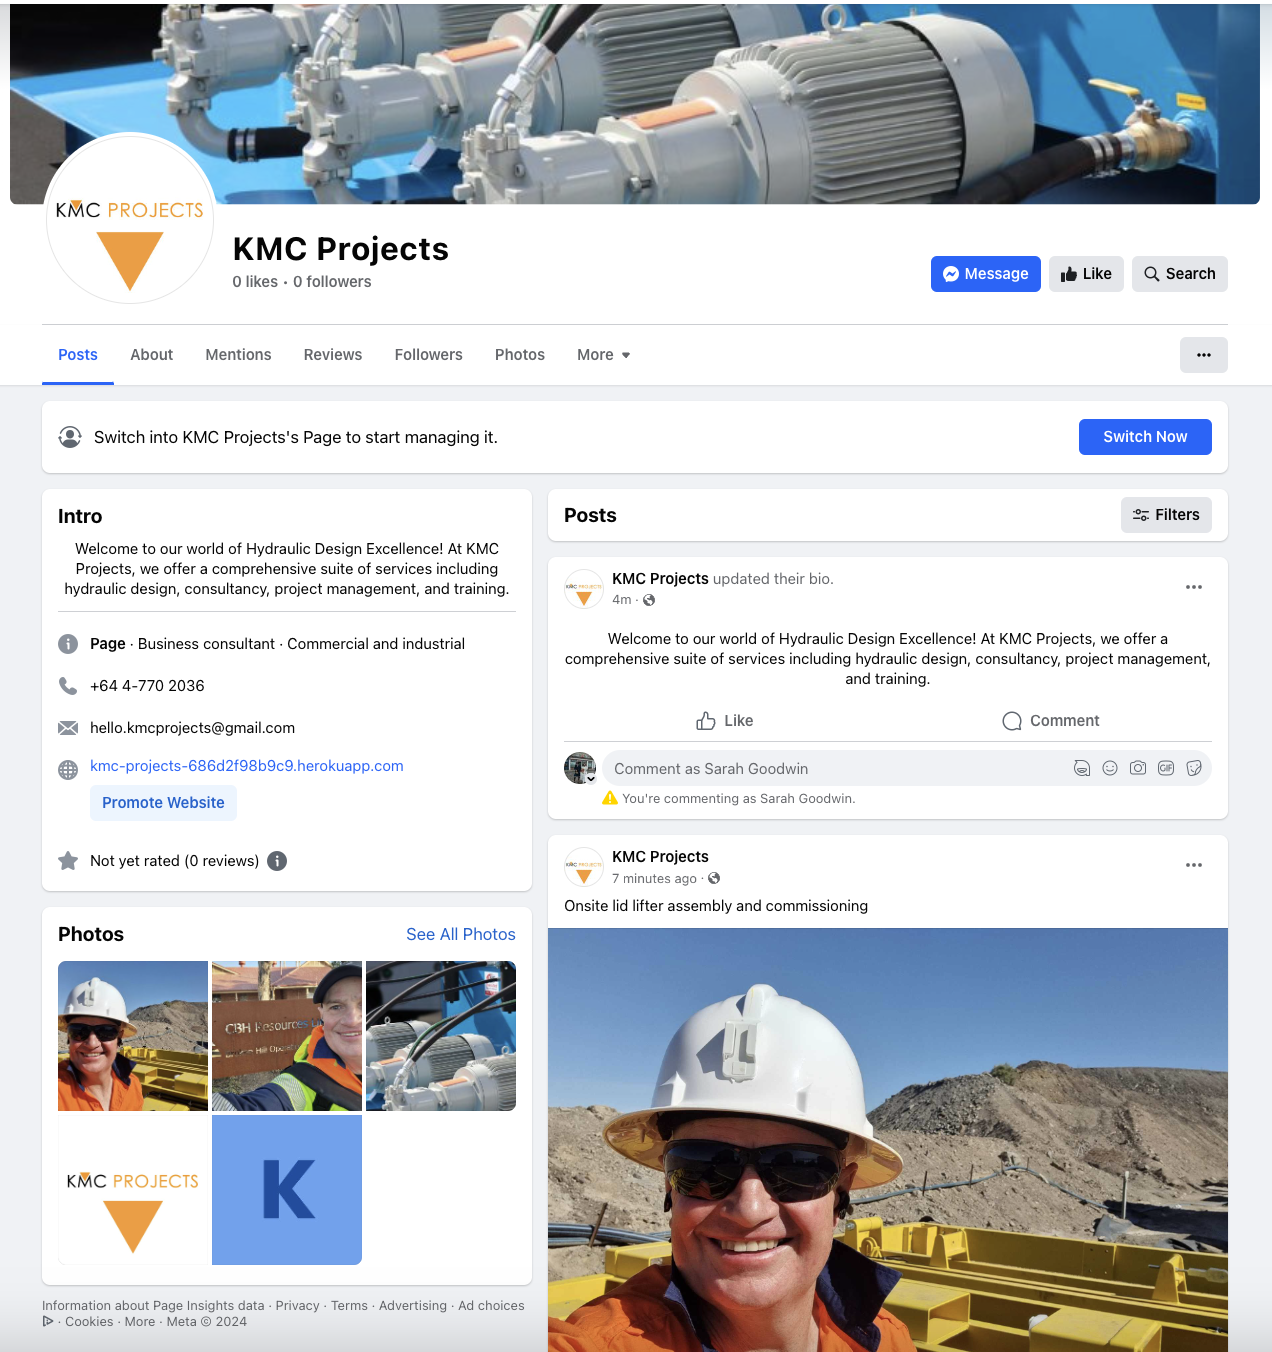 KMC PROJECTS
KMC Projects
0 likes • 0 followers
Message
Like
Search
Posts
About
Mentions
Reviews
Followers
Photos
More
Switch into KMC Projects's Page to start managing it.
Switch Now
Intro
Welcome to our world of Hydraulic Design Excellence! At KMC
Projects, we offer a comprehensive suite of services including
hydraulic design, consultancy, project management, and training.
Page · Business consultant · Commercial and industrial
+64 4-770 2036
hello.kmcprojects@gmail.com
kmc-projects-686d2f98b9c9.herokuapp.com
Promote Website
Not yet rated (0 reviews)
Photos
See All Photos
CBH Resources
KMC PROJECTS
K
Information about Page Insights data · Privacy · Terms · Advertising · Ad choices
· Cookies · More · Meta © 2024
Posts
Filters
KMC PROJECTS
KMC Projects updated their bio.
4m ·
Welcome to our world of Hydraulic Design Excellence! At KMC Projects, we offer a
comprehensive suite of services including hydraulic design, consultancy, project management,
and training.
Like
Comment
Comment as Sarah Goodwin
GIF
You're commenting as Sarah Goodwin.
KMC PROJECTS
KMC Projects
7 minutes ago ·
Onsite lid lifter assembly and commissioning